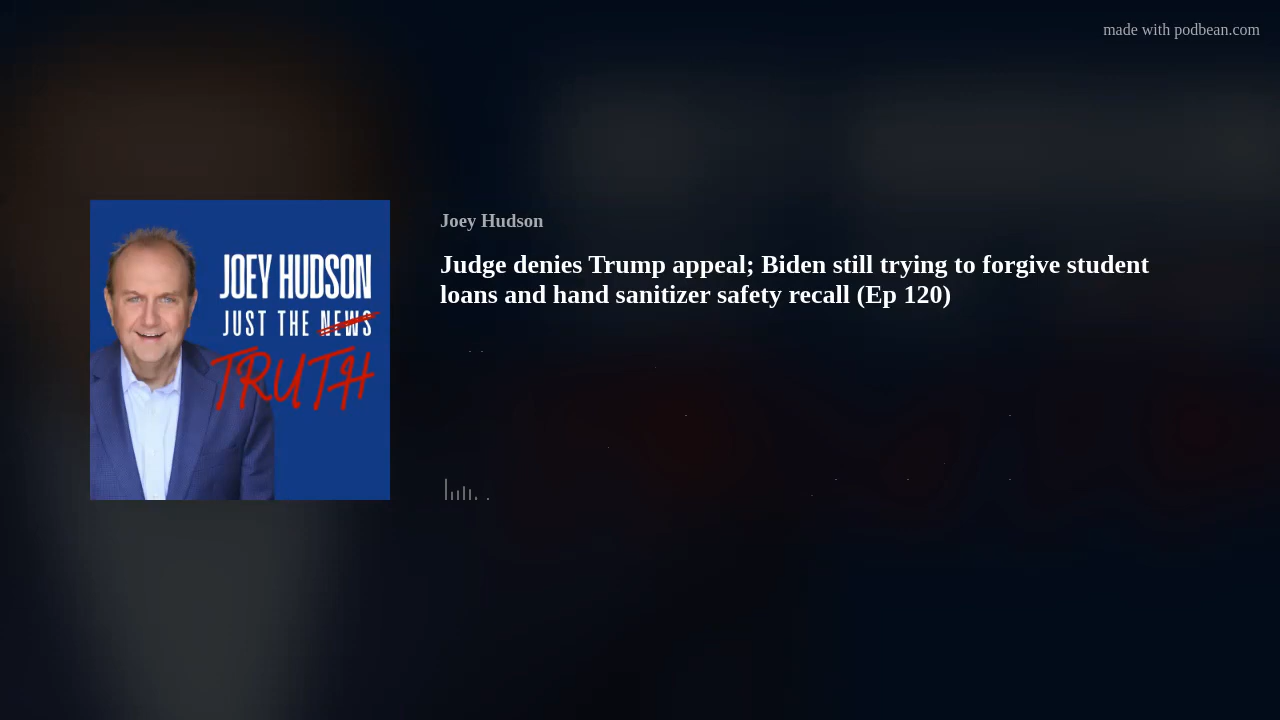 made with podbean.com
JOEY HUDSON
JUST THE NEWS
TRUTH
Joey Hudson
Judge denies Trump appeal; Biden still trying to forgive student
loans and hand sanitizer safety recall (Ep 120)